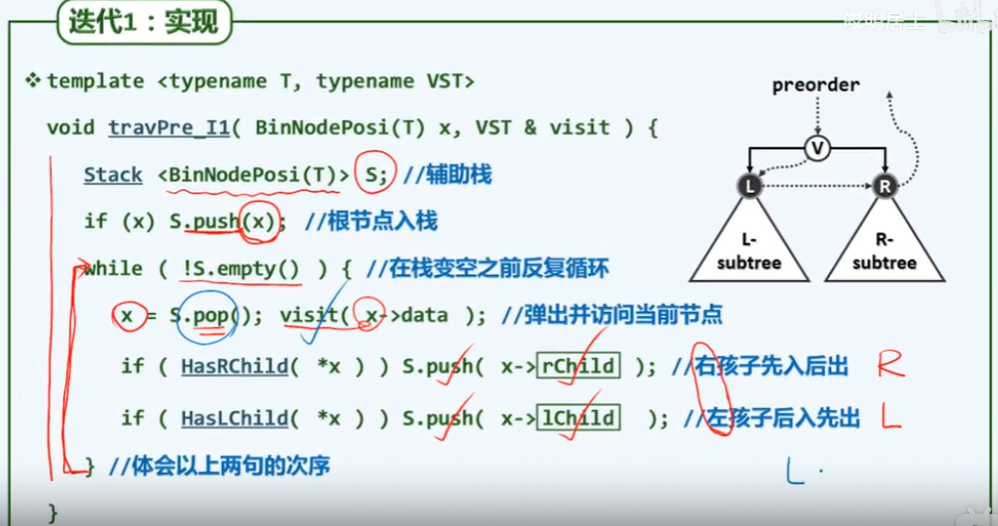 迭代1：实现
❖ template <typename T, typename VST>
void travPre_I1( BinNodePosi(T) x, VST & visit ) {
Stack <BinNodePosi(T)> S; //辅助栈
if (x) S.push(x); //根节点入栈
while ( !S.empty() ) { //在栈变空之前反复循环
x = S.pop(); visit( x->data ); //弹出并访问当前节点
if ( HasRChild( *x ) ) S.push( x->rChild ); //右孩子先入后出 R
if ( HasLChild( *x ) ) S.push( x->lChild ); //左孩子后入先出 L
} //体会以上两句的次序
L .
}
preorder
V
L R
L-
subtree
R-
subtree